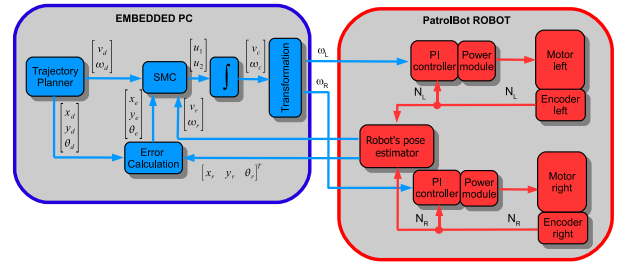 EMBEDDED PC
PatrolBot ROBOT
Trajectory
Planner
[v_d
ω_d]
SMC
[u_1
u_2]
∫
[v_c
ω_c]
Transformation
ω_L
ω_R
PI
controller
Power
module
Motor
left
Encoder
left
N_L
N_L
[x_d
y_d
θ_d]
[x_e
y_e
θ_e]
[v_r
ω_r]
Error
Calculation
[x_r y_r θ_r]^T
Robot's pose
estimator
PI
controller
Power
module
Motor
right
Encoder
right
N_R
N_R